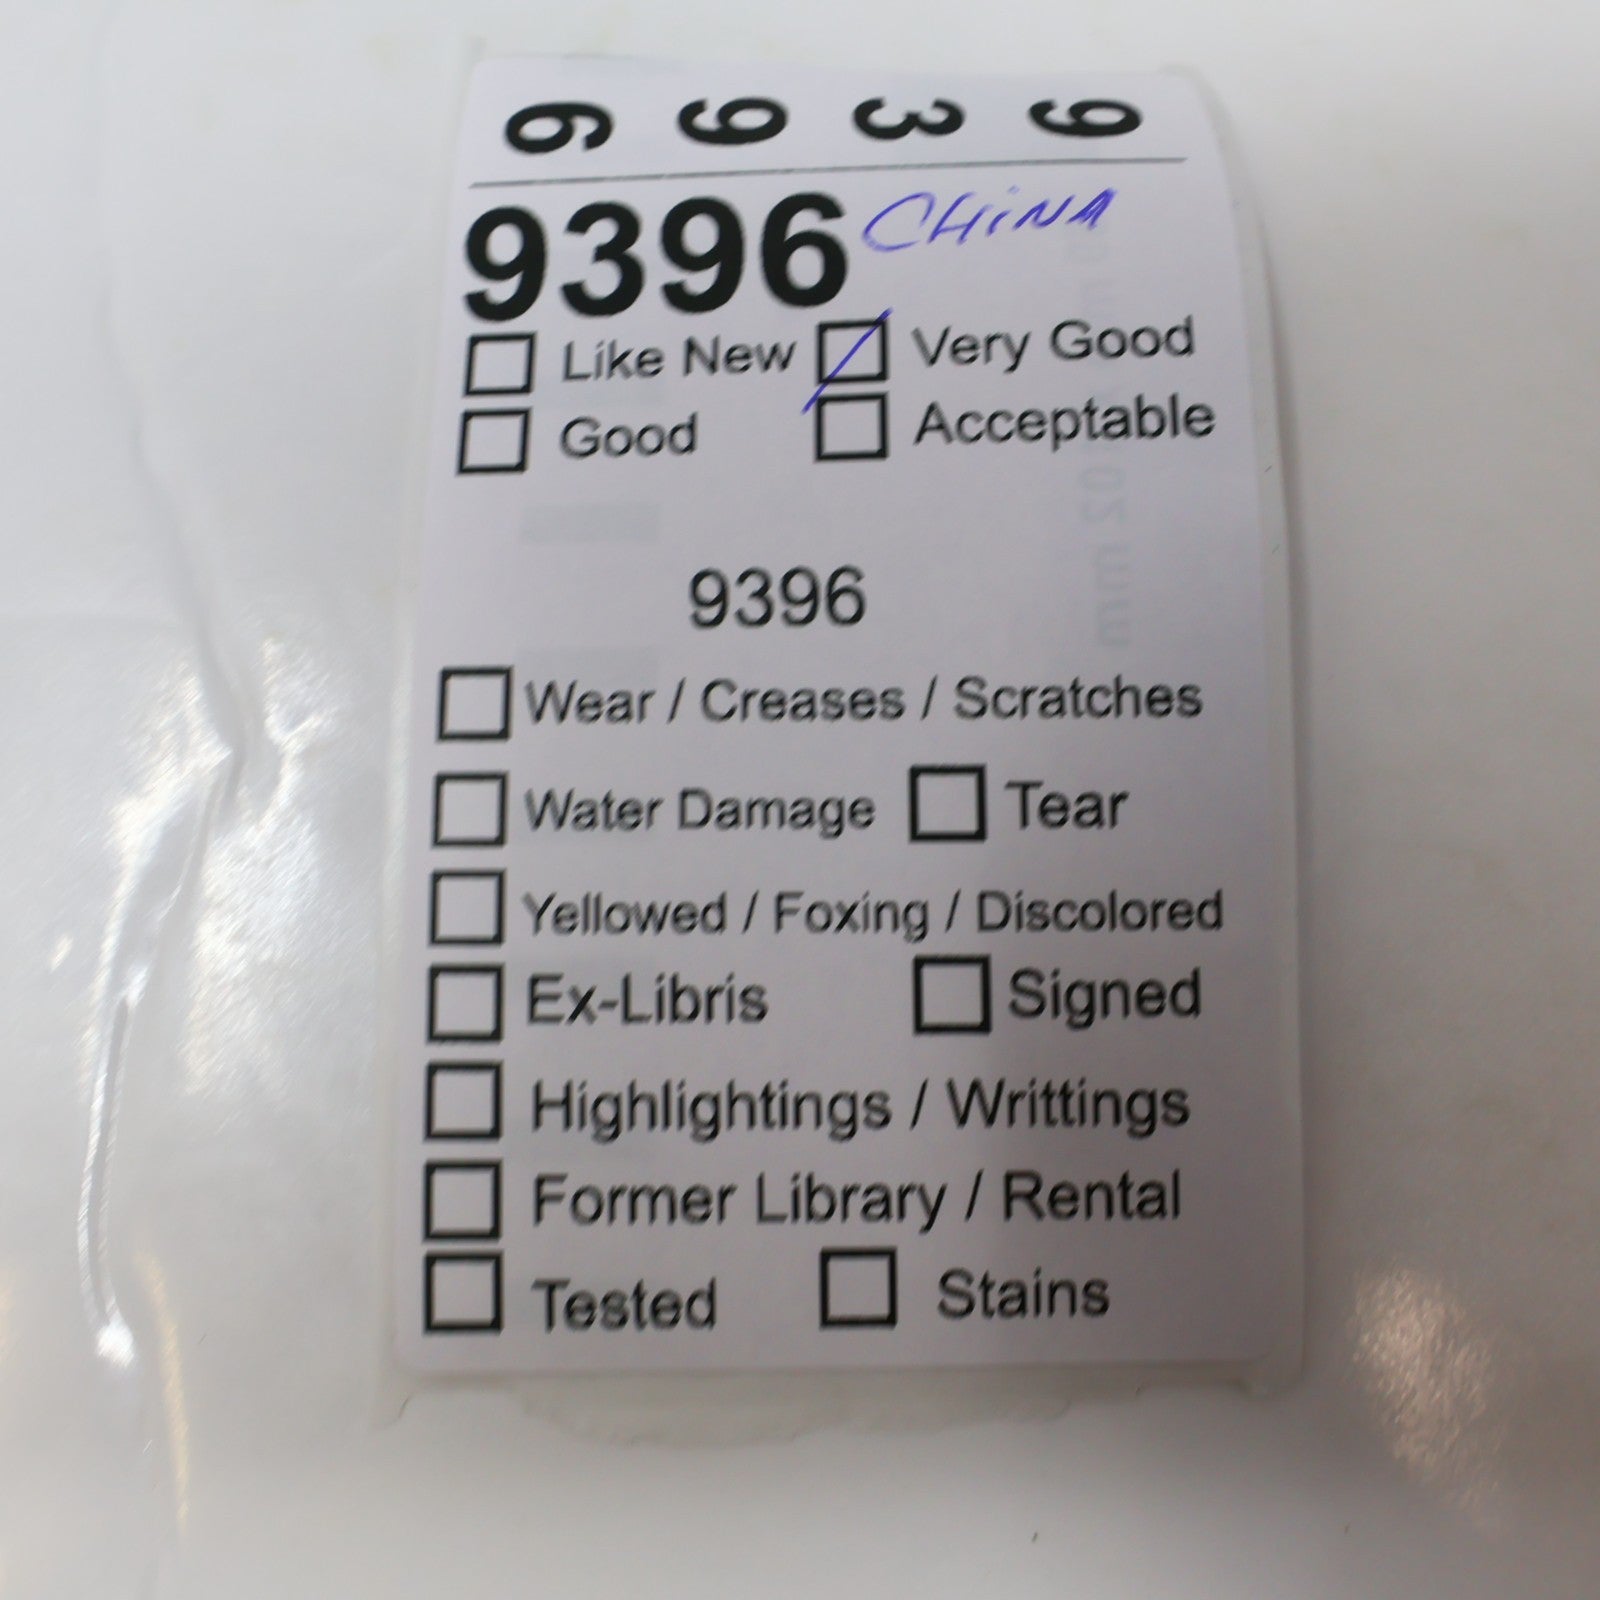 9 3 9 6
9396 CHiNA
Like New Very Good
Good Acceptable
9396
Wear / Creases / Scratches
Water Damage Tear
Yellowed / Foxing / Discolored
Ex-Libris Signed
Highlightings / Writtings
Former Library / Rental
Tested Stains